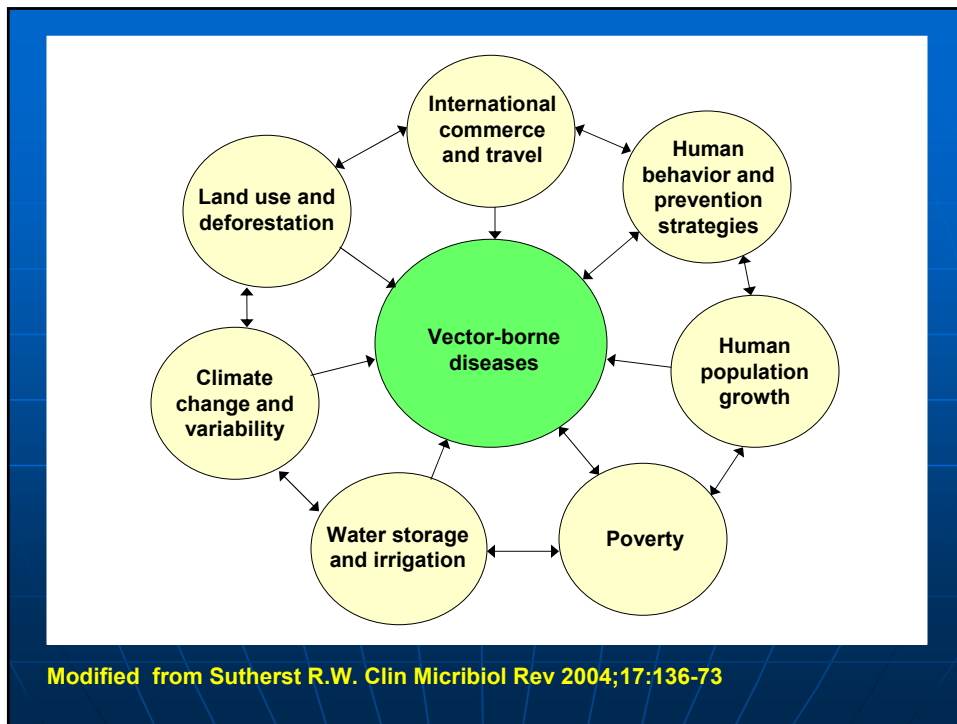 International
commerce
and travel
Human
behavior and
prevention
strategies
Land use and
deforestation
Vector-borne
diseases
Human
population
growth
Climate
change and
variability
Water storage
and irrigation
Poverty
Modified from Sutherst R.W. Clin Micribiol Rev 2004;17:136-73